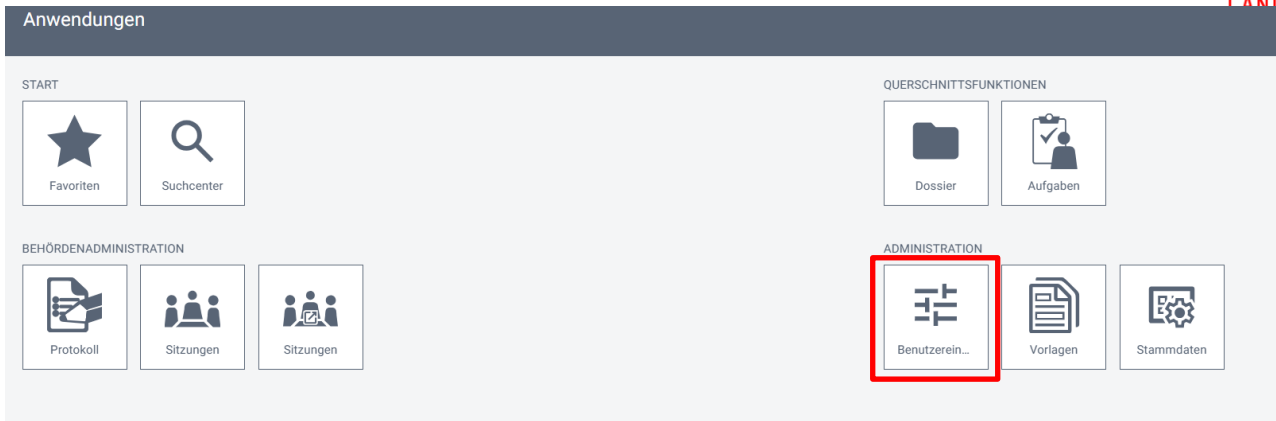 Anwendungen
START
Favoriten
Suchcenter
QUERSCHNITTSFUNKTIONEN
Dossier
Aufgaben
BEHÖRDENADMINISTRATION
Protokoll
Sitzungen
Sitzungen
ADMINISTRATION
Benutzerein...
Vorlagen
Stammdaten